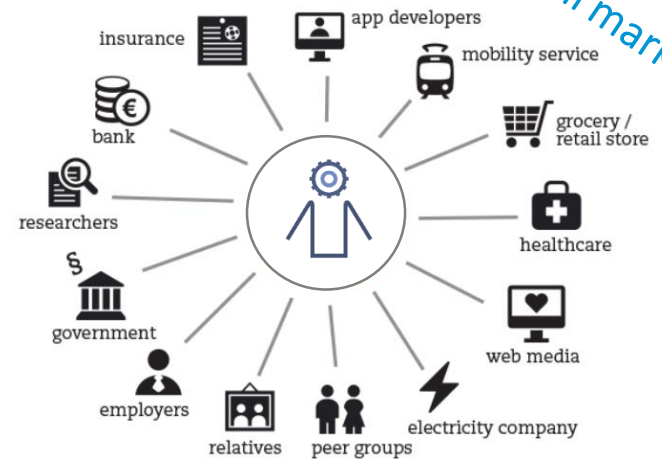 app developers
insurance
mobility service
grocery /
retail store
€
bank
researchers
healthcare
§
government
web media
employers
electricity company
relatives
peer groups